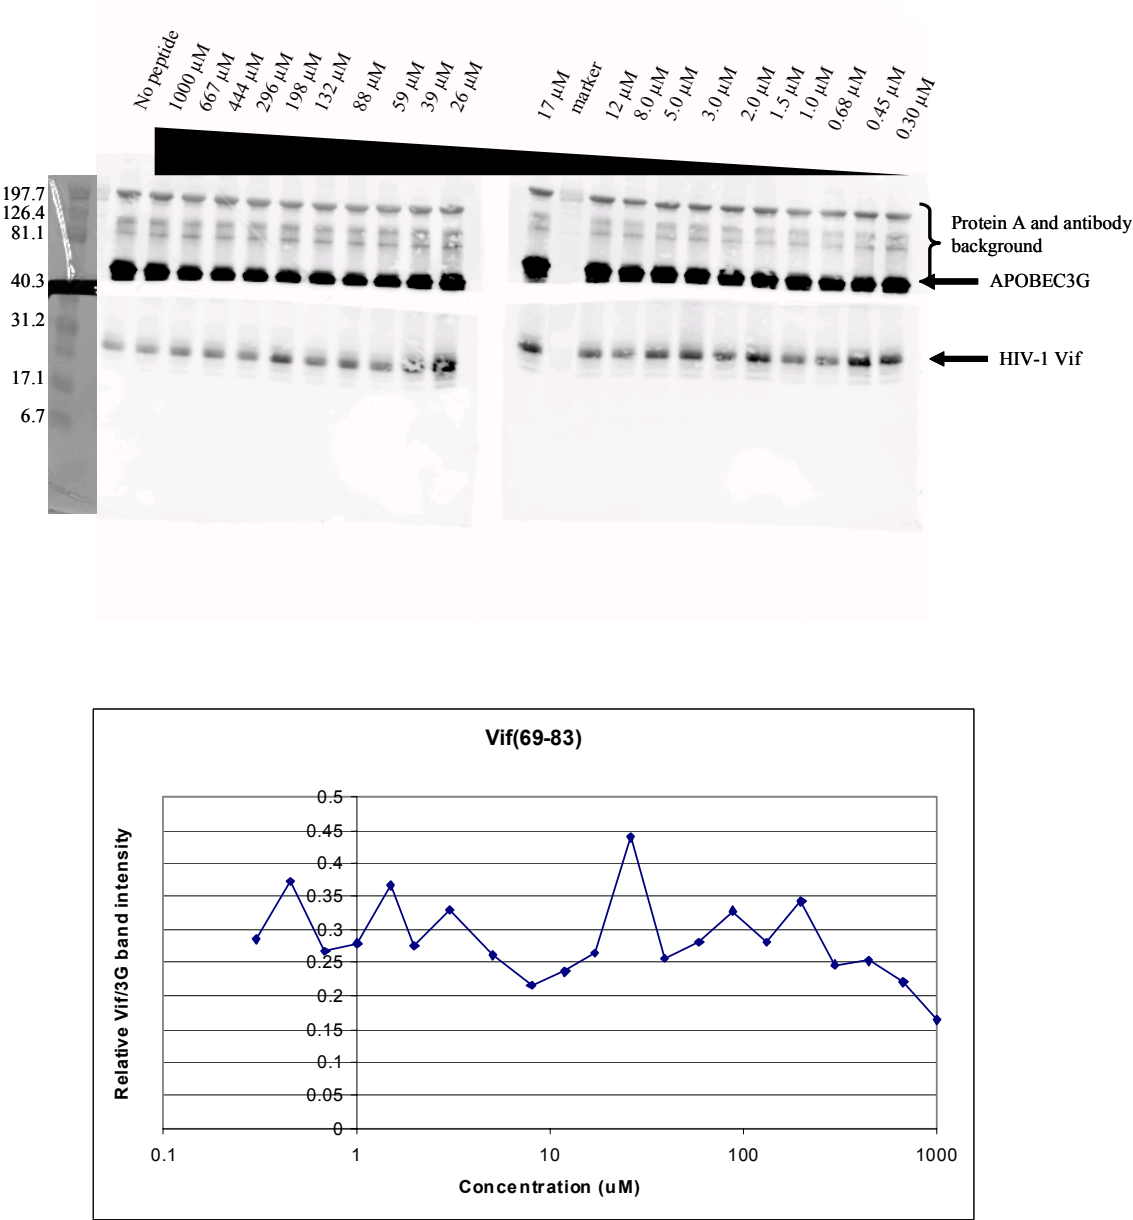 No peptide
1000 µM
667 µM
444 µM
296 µM
198 µM
132 µM
88 µM
59 µM
39 µM
26 µM
17 µM
marker
12 µM
8.0 µM
5.0 µM
3.0 µM
2.0 µM
1.5 µM
1.0 µM
0.68 µM
0.45 µM
0.30 µM
197.7
126.4
81.1
40.3
31.2
17.1
6.7
Protein A and antibody
background
APOBEC3G
HIV-1 Vif
Vif(69-83)
Relative Vif/3G band intensity
0.5
0.45
0.4
0.35
0.3
0.25
0.2
0.15
0.1
0.05
0
0.1 1 10 100 1000
Concentration (uM)